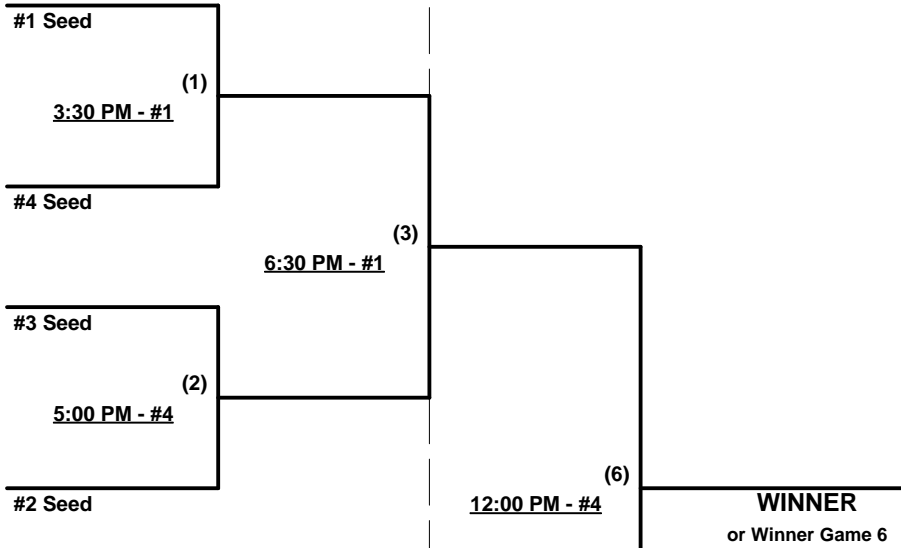 #1 Seed
(1)
3:30 PM - #1
#4 Seed
(3)
6:30 PM - #1
#3 Seed
(2)
5:00 PM - #4
#2 Seed
(6)
12:00 PM - #4
WINNER
or Winner Game 6